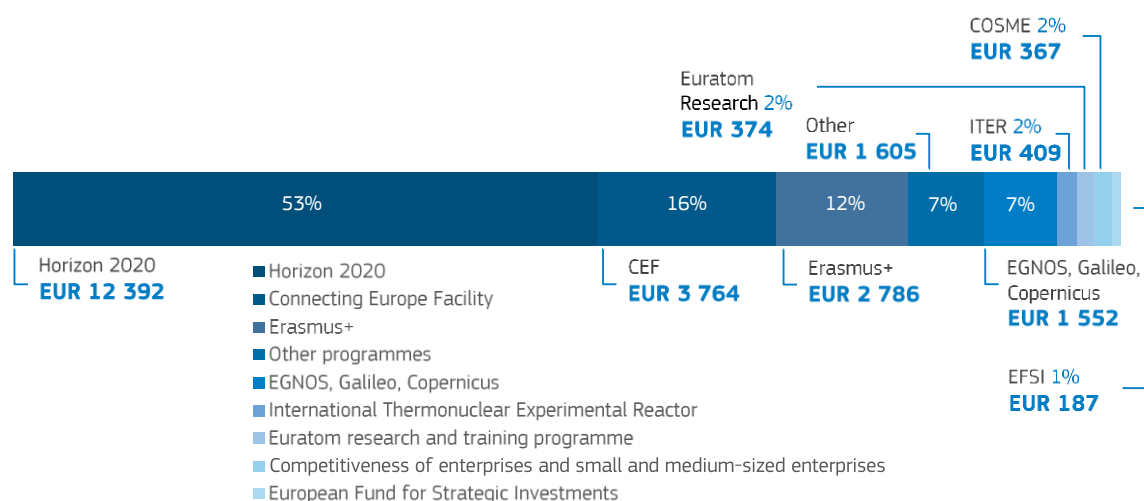 COSME 2%
EUR 367
Euratom
Research 2%
EUR 374
Other
EUR 1 605
ITER 2%
EUR 409
53%
16%
12%
7%
7%
Horizon 2020
EUR 12 392
CEF
EUR 3 764
Erasmus+
EUR 2 786
EGNOS, Galileo,
Copernicus
EUR 1 552
EFSI 1%
EUR 187
Horizon 2020
Connecting Europe Facility
Erasmus+
Other programmes
EGNOS, Galileo, Copernicus
International Thermonuclear Experimental Reactor
Euratom research and training programme
Competitiveness of enterprises and small and medium-sized enterprises
European Fund for Strategic Investments